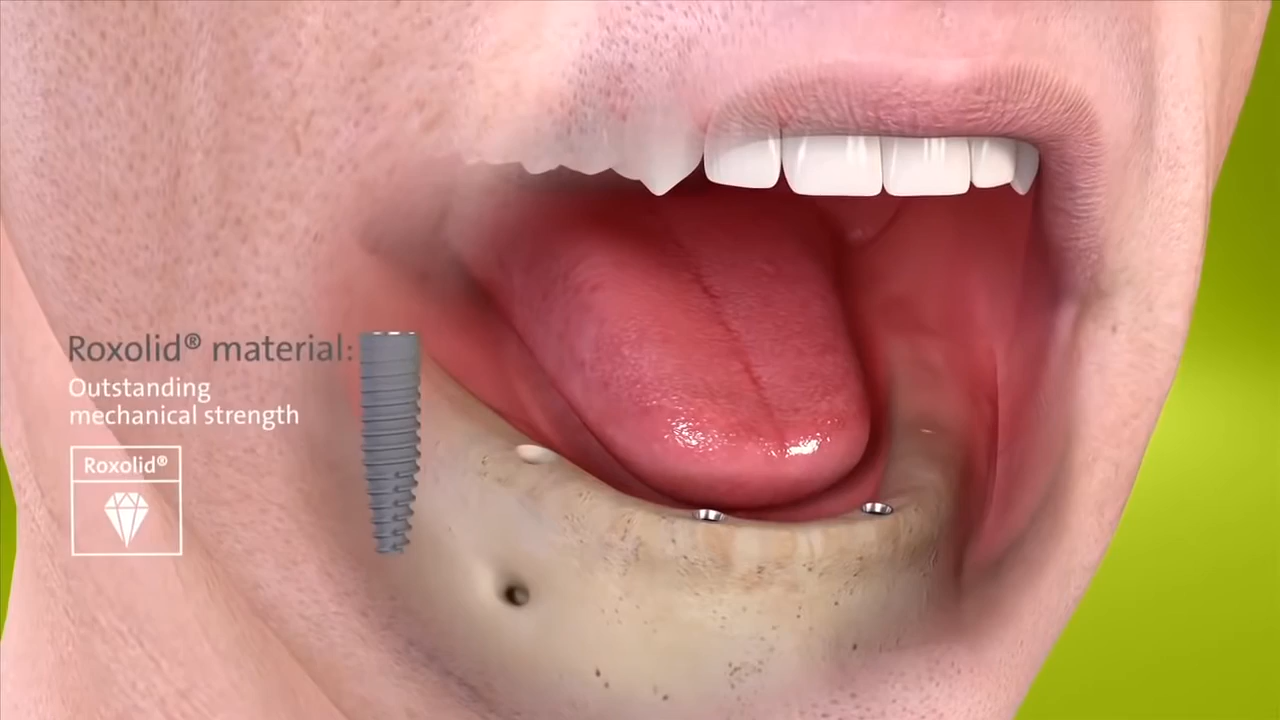 Roxolid® material:
Outstanding
mechanical strength
Roxolid®